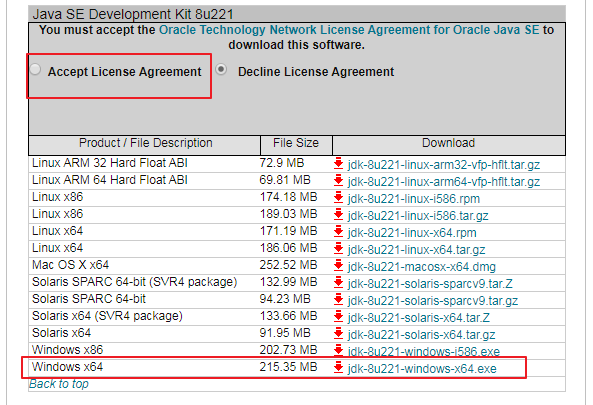 Java SE Development Kit 8u221
You must accept the Oracle Technology Network License Agreement for Oracle Java SE to
download this software.
Accept License Agreement Decline License Agreement
Product / File Description File Size Download
Linux ARM 32 Hard Float ABI 72.9 MB jdk-8u221-linux-arm32-vfp-hflt.tar.gz
Linux ARM 64 Hard Float ABI 69.81 MB jdk-8u221-linux-arm64-vfp-hflt.tar.gz
Linux x86 174.18 MB jdk-8u221-linux-i586.rpm
Linux x86 189.03 MB jdk-8u221-linux-i586.tar.gz
Linux x64 171.19 MB jdk-8u221-linux-x64.rpm
Linux x64 186.06 MB jdk-8u221-linux-x64.tar.gz
Mac OS X x64 252.52 MB jdk-8u221-macosx-x64.dmg
Solaris SPARC 64-bit (SVR4 package) 132.99 MB jdk-8u221-solaris-sparcv9.tar.Z
Solaris SPARC 64-bit 94.23 MB jdk-8u221-solaris-sparcv9.tar.gz
Solaris x64 (SVR4 package) 133.66 MB jdk-8u221-solaris-x64.tar.Z
Solaris x64 91.95 MB jdk-8u221-solaris-x64.tar.gz
Windows x86 202.73 MB jdk-8u221-windows-i586.exe
Windows x64 215.35 MB jdk-8u221-windows-x64.exe
Back to top